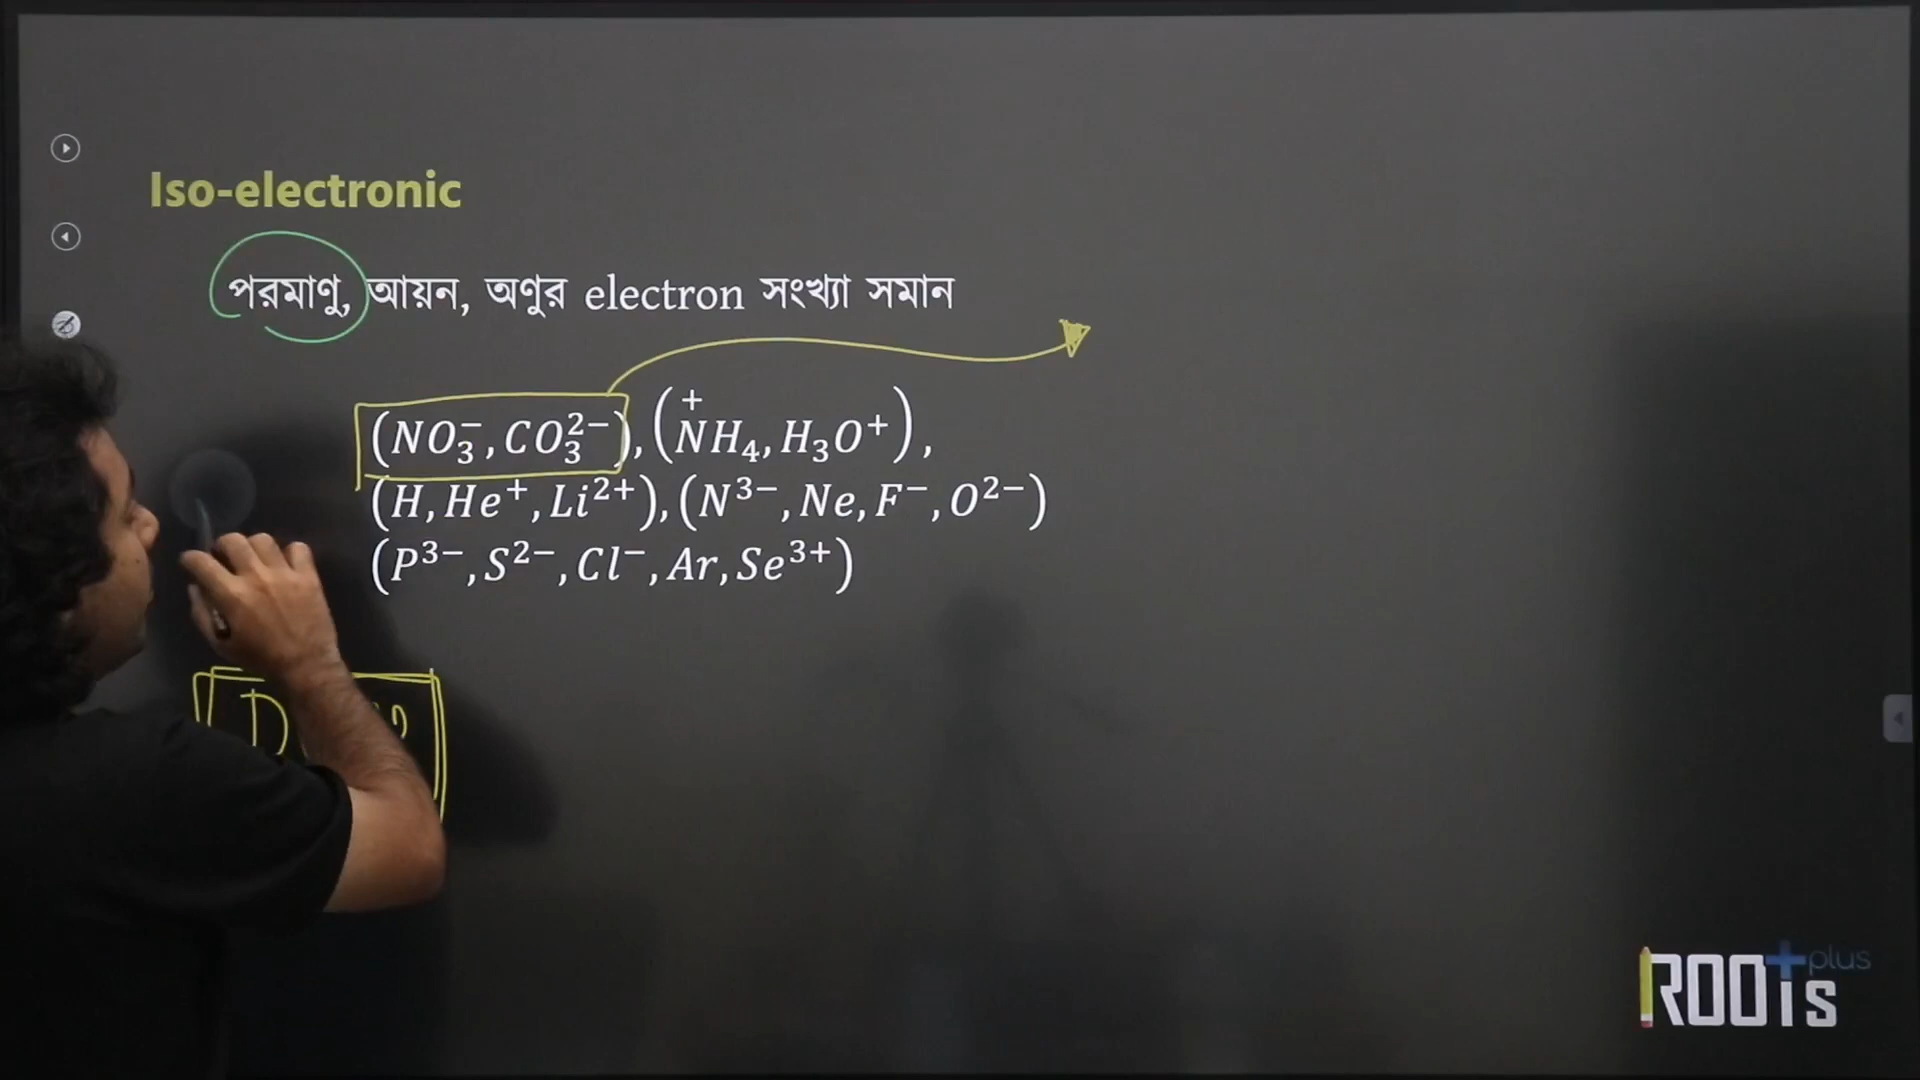 Iso-electronic
পরমাণু, আয়ন, অণুর electron সংখ্যা সমান
(NO₃⁻, CO₃²⁻), (N⁺H₄, H₃O⁺),
(H, He⁺, Li²⁺), (N³⁻, Ne, F⁻, O²⁻)
(P³⁻, S²⁻, Cl⁻, Ar, Se³⁺)
ROOTs
plus